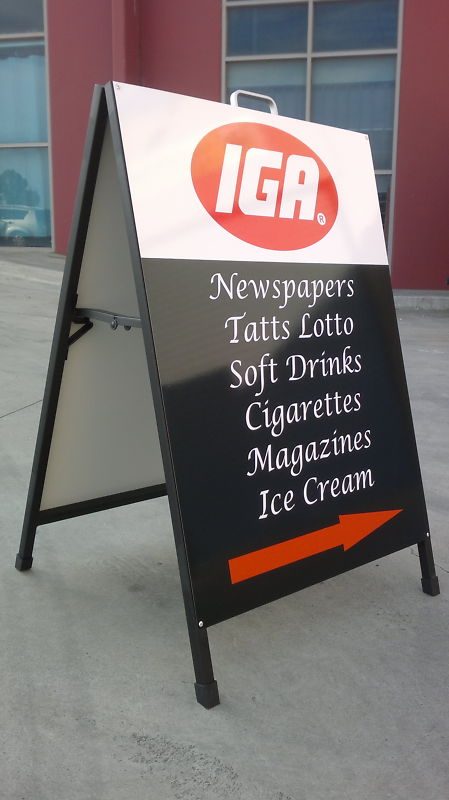 IGA®
Newspapers
Tatts Lotto
Soft Drinks
Cigarettes
Magazines
Ice Cream